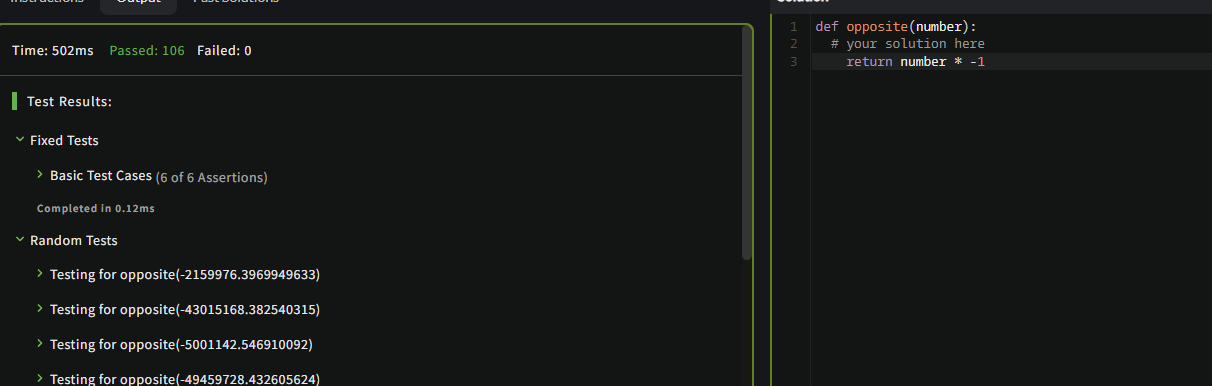 Instructions Output Past Solutions
Time: 502ms Passed: 106 Failed: 0
Test Results:
Fixed Tests
Basic Test Cases (6 of 6 Assertions)
Completed in 0.12ms
Random Tests
Testing for opposite(-2159976.3969949633)
Testing for opposite(-43015168.382540315)
Testing for opposite(-5001142.546910092)
Testing for opposite(-49459728.432605624)
Solution
1 def opposite(number):
2 # your solution here
3 return number * -1